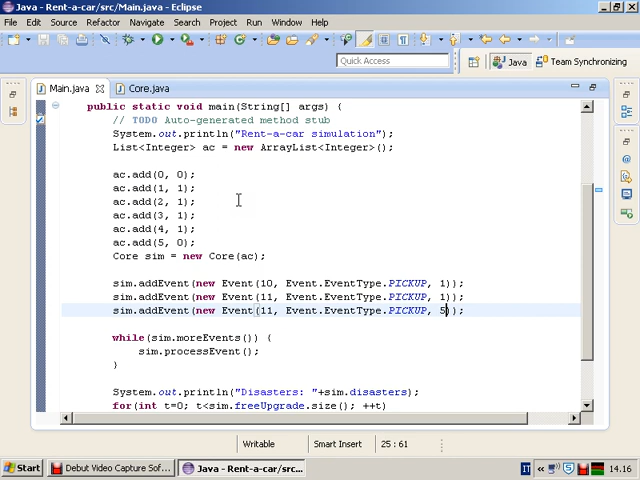 Java - Rent-a-car/src/Main.java - Eclipse
File Edit Source Refactor Navigate Search Project Run Window Help
Quick Access
Java
Team Synchronizing
Main.java
Core.java
public static void main(String[] args) {
// TODO Auto-generated method stub
System.out.println("Rent-a-car simulation");
List<Integer> ac = new ArrayList<Integer>();
ac.add(0, 0);
ac.add(1, 1);
ac.add(2, 1);
ac.add(3, 1);
ac.add(4, 1);
ac.add(5, 0);
Core sim = new Core(ac);
sim.addEvent(new Event(10, Event.EventType.PICKUP, 1));
sim.addEvent(new Event(11, Event.EventType.PICKUP, 1));
sim.addEvent(new Event(11, Event.EventType.PICKUP, 5));
while(sim.moreEvents()) {
sim.processEvent();
}
System.out.println("Disasters: "+sim.disasters);
for(int t=0; t<sim.freeUpgrade.size(); ++t)
Writable
Smart Insert
25 : 61
Start
Debut Video Capture Sof...
Java - Rent-a-car/src...
IT
14.16